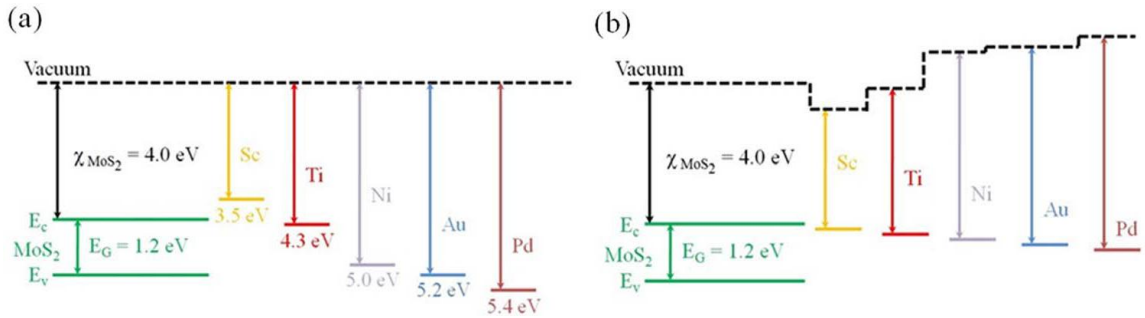 (a)
Vacuum
χMoS₂ = 4.0 eV
Sc
3.5 eV
Ti
4.3 eV
Ni
5.0 eV
Au
5.2 eV
Pd
5.4 eV
Ec
MoS₂
EG = 1.2 eV
Ev
(b)
Vacuum
χMoS₂ = 4.0 eV
Sc
Ti
Ni
Au
Pd
Ec
MoS₂
EG = 1.2 eV
Ev